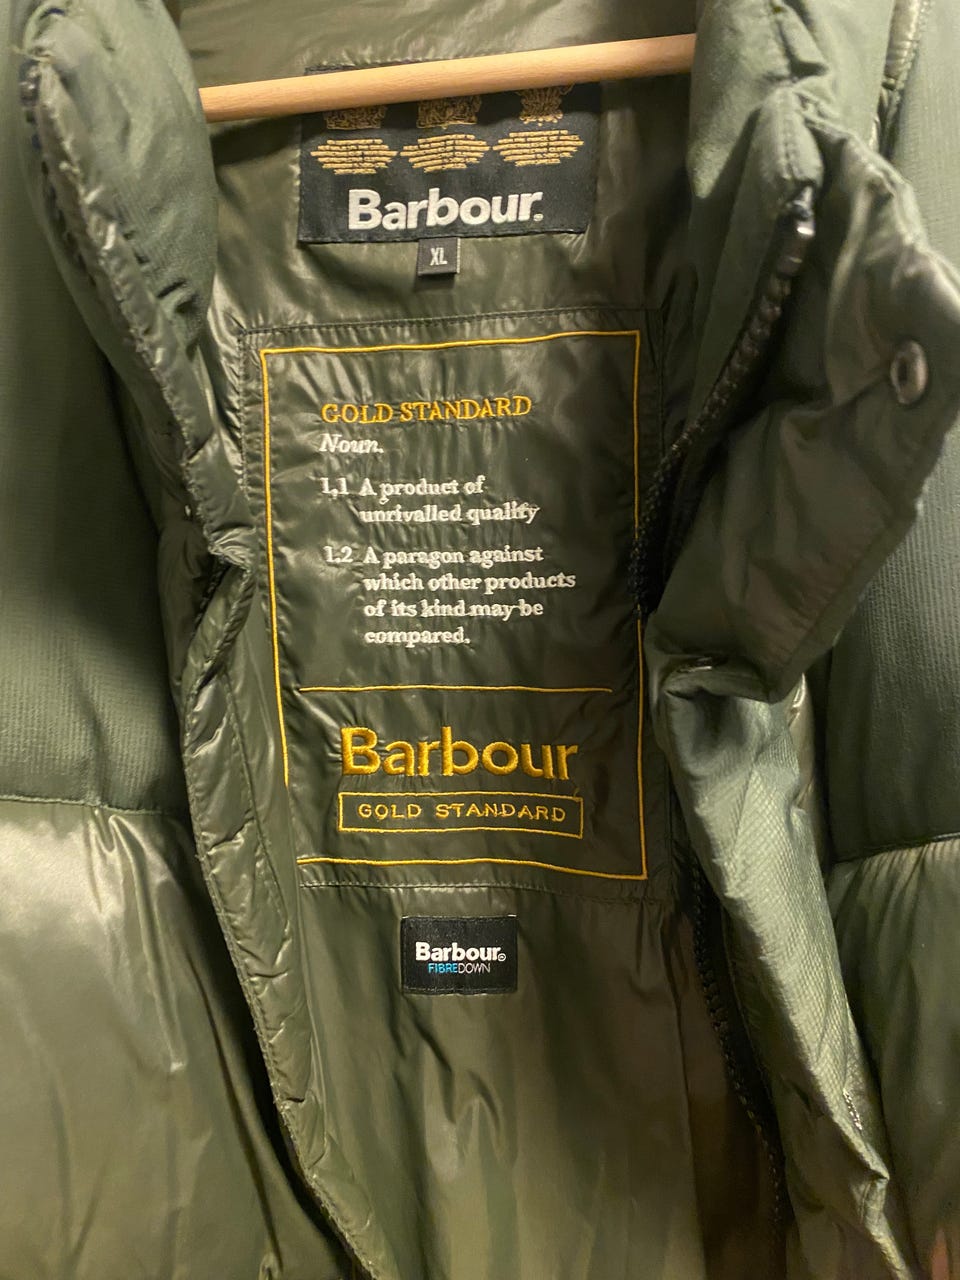 Barbour.
XL
GOLD STANDARD
Noun.
1.1 A product of
unrivalled quality
1.2 A paragon against
which other products
of its kind may be
compared.
Barbour
GOLD STANDARD
Barbour®
FIBREDOWN